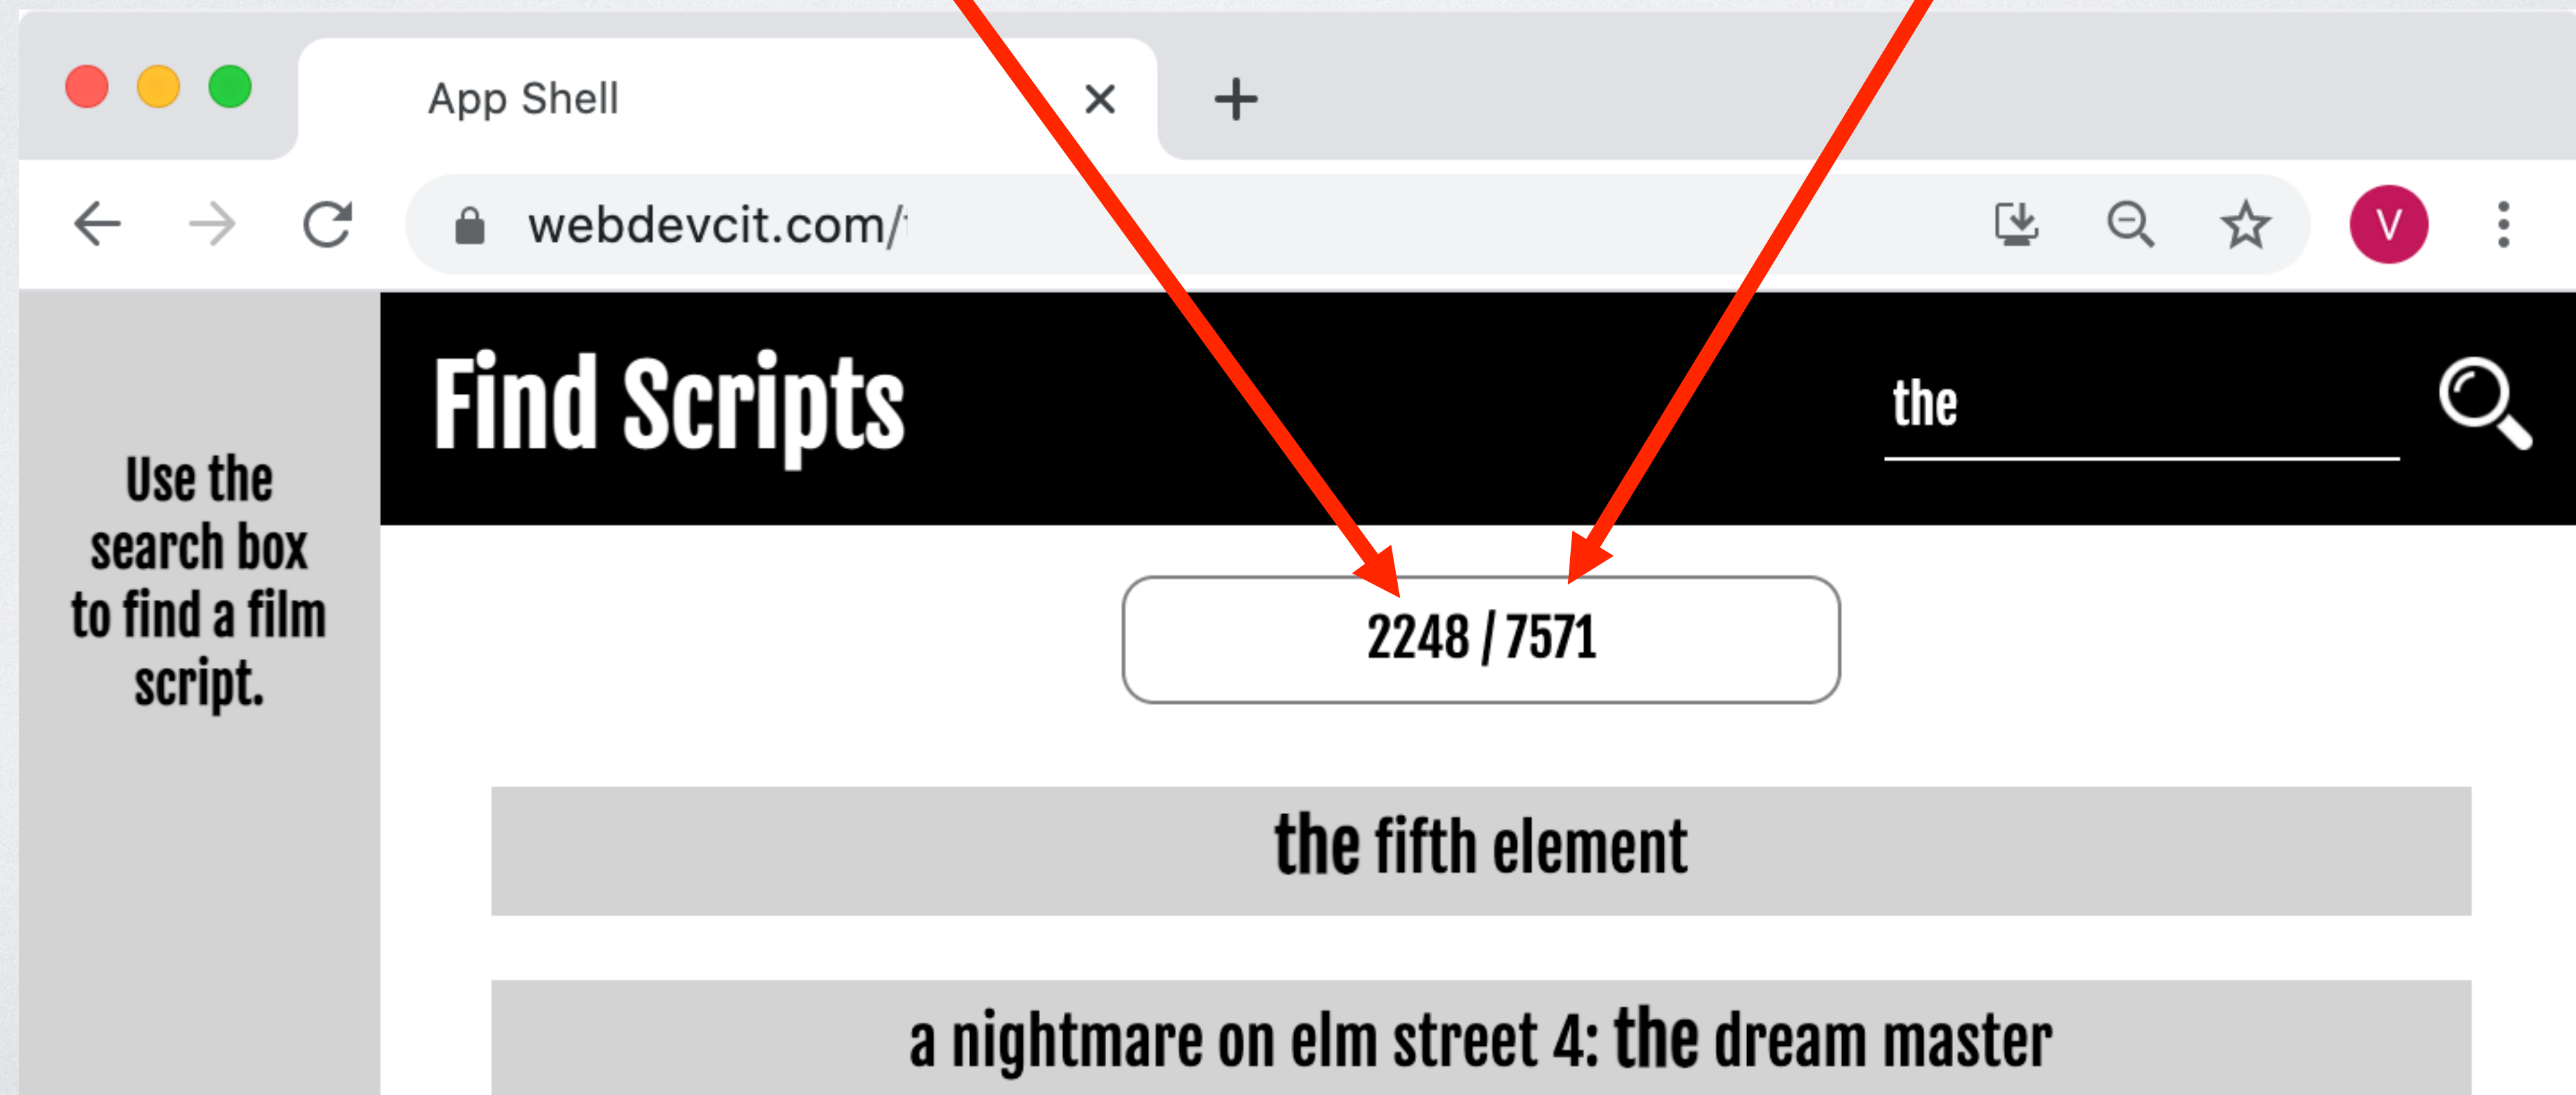 App Shell
webdevcit.com/
V
Find Scripts
the
Use the
search box
to find a film
script.
2248 / 7571
the fifth element
a nightmare on elm street 4: the dream master